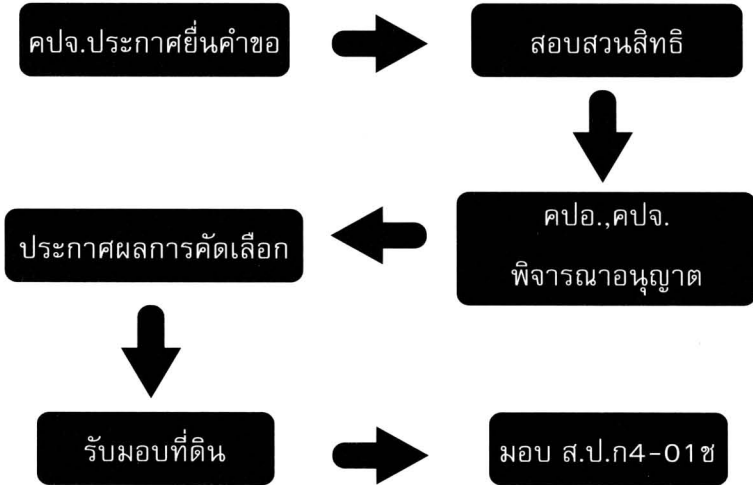 คปจ.ประกาศยื่นคำขอ
สอบสวนสิทธิ
คปอ.,คปจ.
พิจารณาอนุญาต
ประกาศผลการคัดเลือก
รับมอบที่ดิน
มอบ ส.ป.ก4-01ช